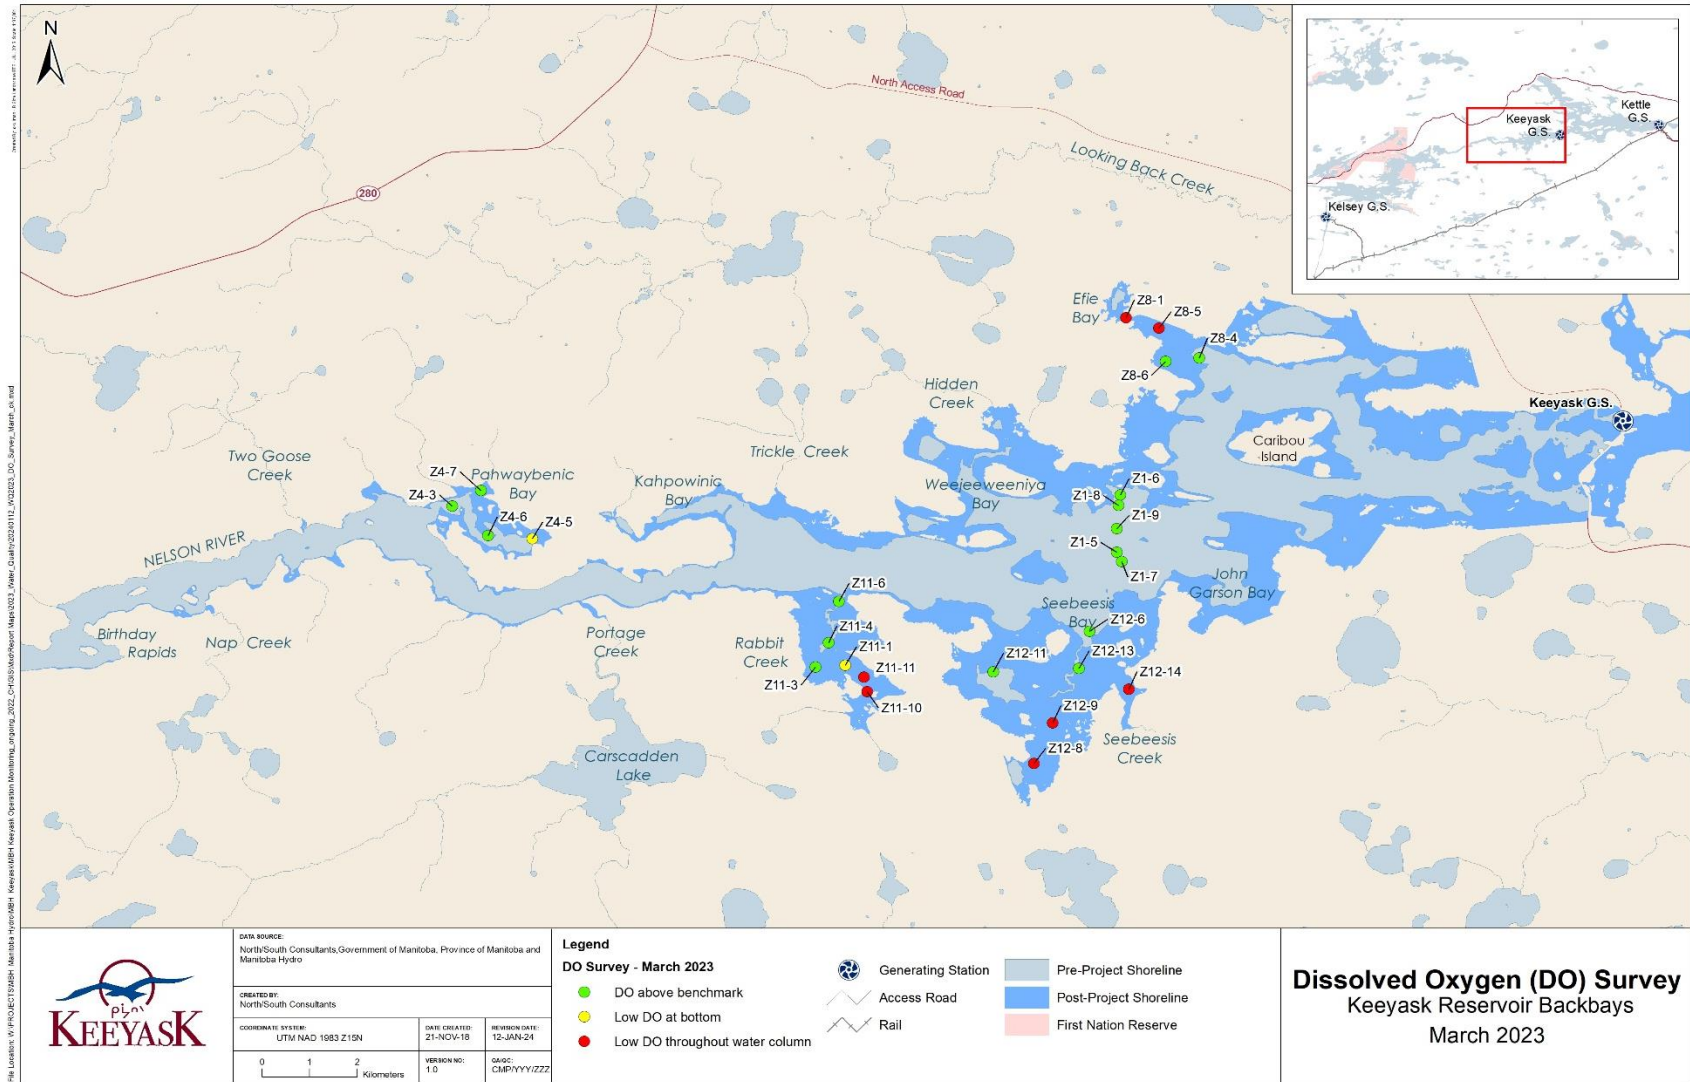 N
North Access Road
Looking Back Creek
280
Kettle
G.S.
Keeyask
G.S.
Kelsey G.S.
Efie
Bay
Z8-1
Z8-5
Z8-4
Z8-6
Hidden
Creek
Keeyask G.S.
Caribou
Island
Two Goose
Creek
Z4-7
Pahwaybenic
Bay
Z4-3
Z4-6
Z4-5
Kahpowinic
Bay
Trickle Creek
Weejeeweeniya
Bay
Z1-6
Z1-8
Z1-9
Z1-5
Z1-7
NELSON RIVER
John
Garson Bay
Z11-6
Seebeesis
Bay
Z12-6
Birthday
Rapids
Nap Creek
Portage
Creek
Rabbit
Creek
Z11-4
Z11-1
Z11-11
Z11-3
Z11-10
Z12-11
Z12-13
Z12-14
Z12-9
Z12-8
Seebeesis
Creek
Carscadden
Lake
KEEYASK
DATA SOURCE:
North/South Consultants,Government of Manitoba, Province of Manitoba and
Manitoba Hydro
CREATED BY:
North/South Consultants
COORDINATE SYSTEM:
UTM NAD 1983 Z15N
DATE CREATED:
21-NOV-18
REVISION DATE:
12-JAN-24
0 1 2
Kilometers
VERSION NO:
1.0
QA/QC:
CMP/YYY/ZZZ
Legend
DO Survey - March 2023
DO above benchmark
Low DO at bottom
Low DO throughout water column
Generating Station
Access Road
Rail
Pre-Project Shoreline
Post-Project Shoreline
First Nation Reserve
Dissolved Oxygen (DO) Survey
Keeyask Reservoir Backbays
March 2023